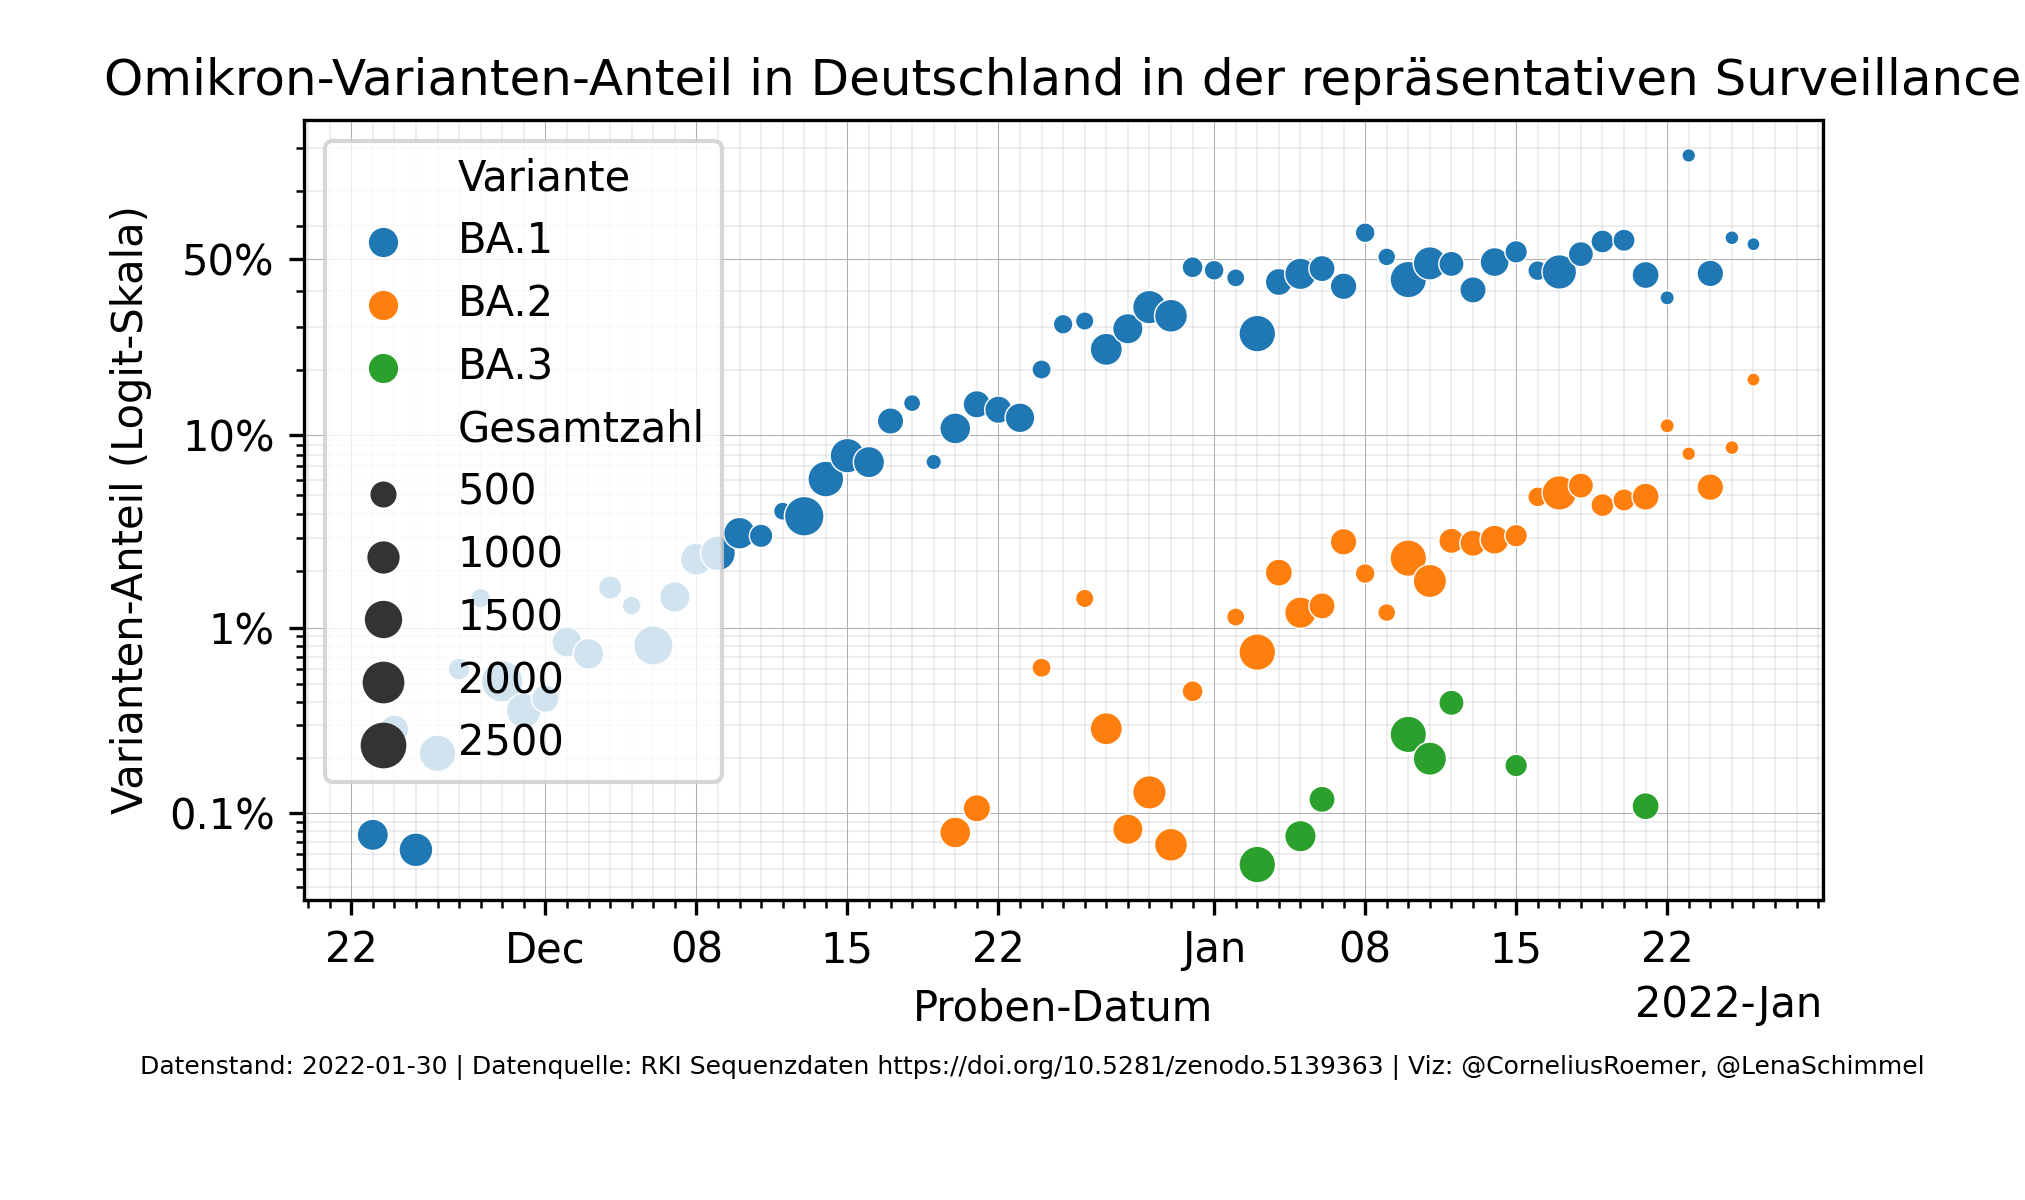 Omikron-Varianten-Anteil in Deutschland in der repräsentativen Surveillance
Varianten-Anteil (Logit-Skala)
50%
10%
1%
0.1%
Variante
BA.1
BA.2
BA.3
Gesamtzahl
500
1000
1500
2000
2500
22 Dec 08 15 22 Jan 08 15 22
Proben-Datum
2022-Jan
Datenstand: 2022-01-30 | Datenquelle: RKI Sequenzdaten https://doi.org/10.5281/zenodo.5139363 | Viz: @CorneliusRoemer, @LenaSchimmel